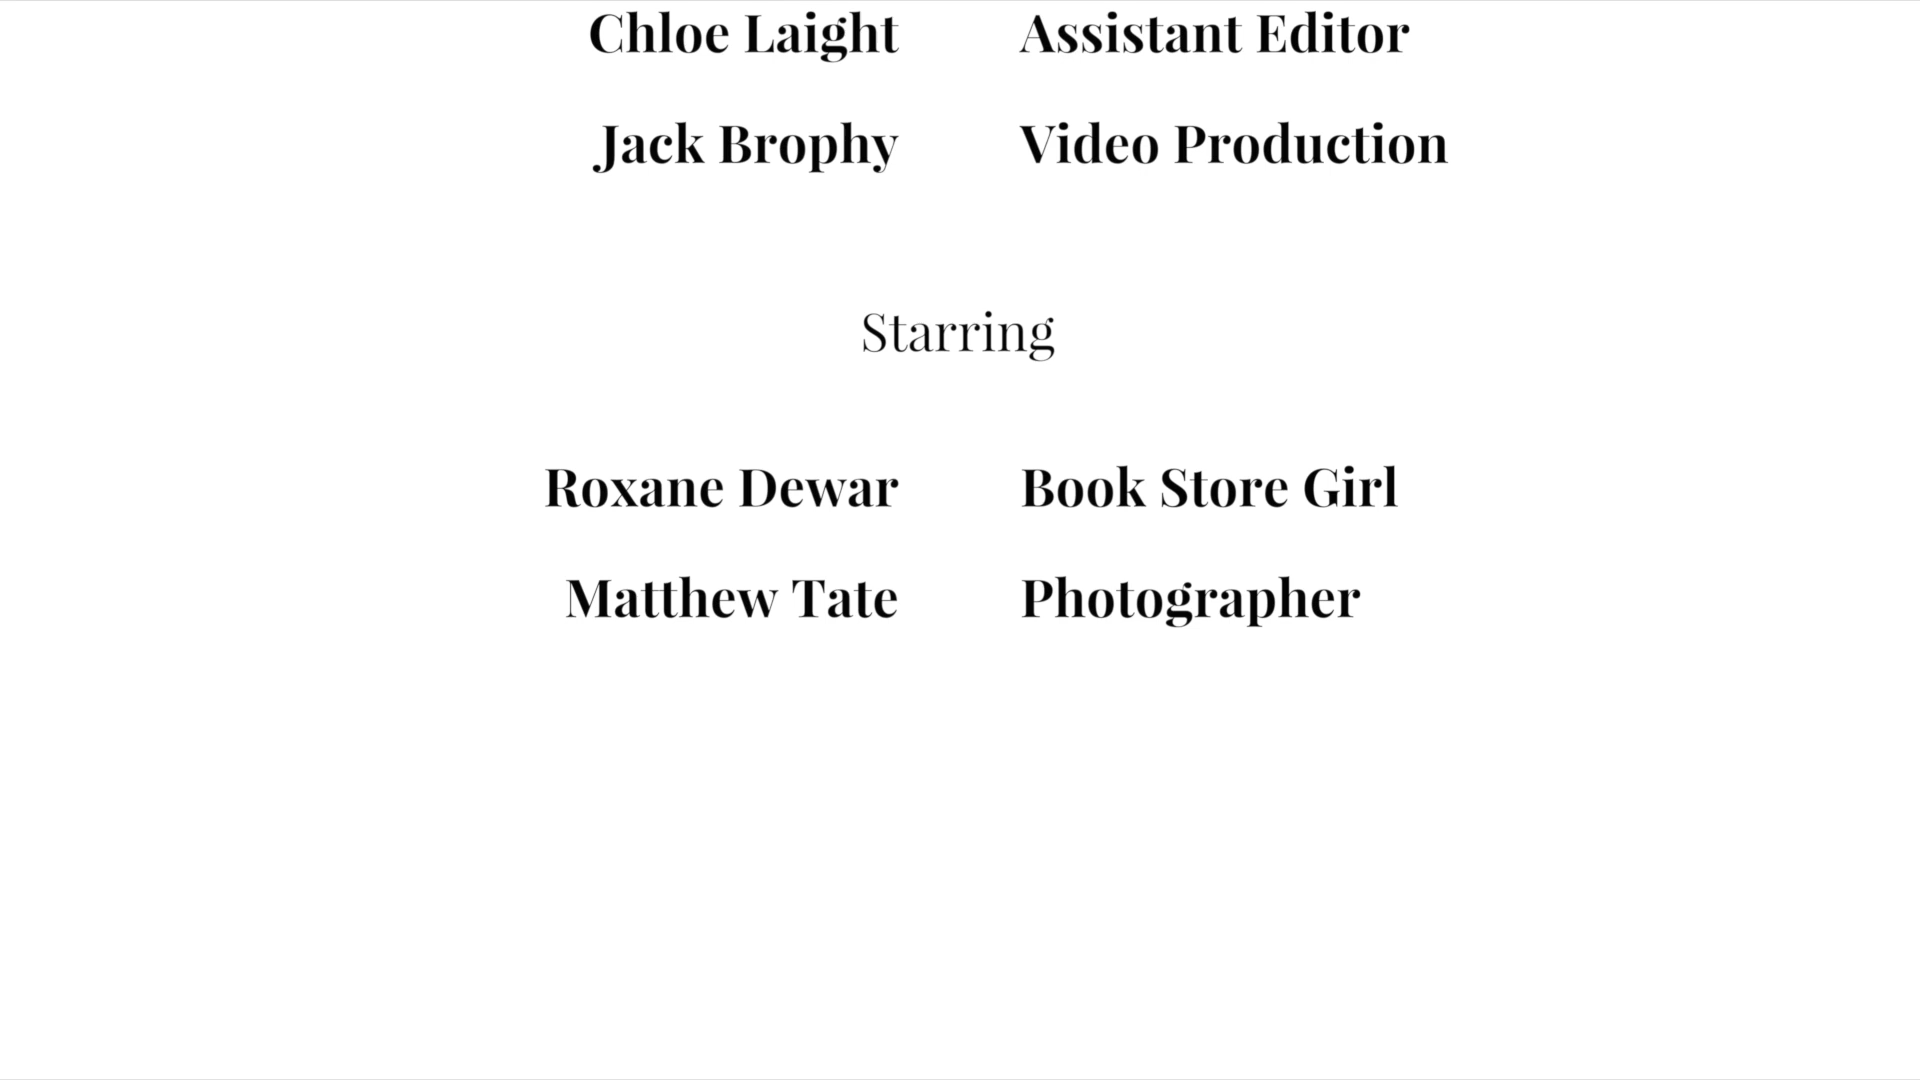 Chloe Laight Assistant Editor
Jack Brophy Video Production
Starring
Roxane Dewar Book Store Girl
Matthew Tate Photographer